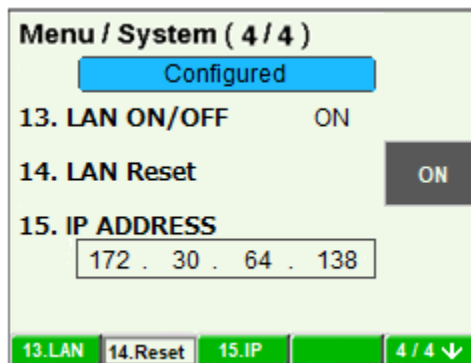 Menu / System ( 4 / 4 )
Configured
13. LAN ON/OFF ON
14. LAN Reset ON
15. IP ADDRESS
172 . 30 . 64 . 138
13.LAN 14.Reset 15.IP 4 / 4